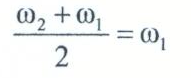 (ω₂ + ω₁)/2 = ω₁